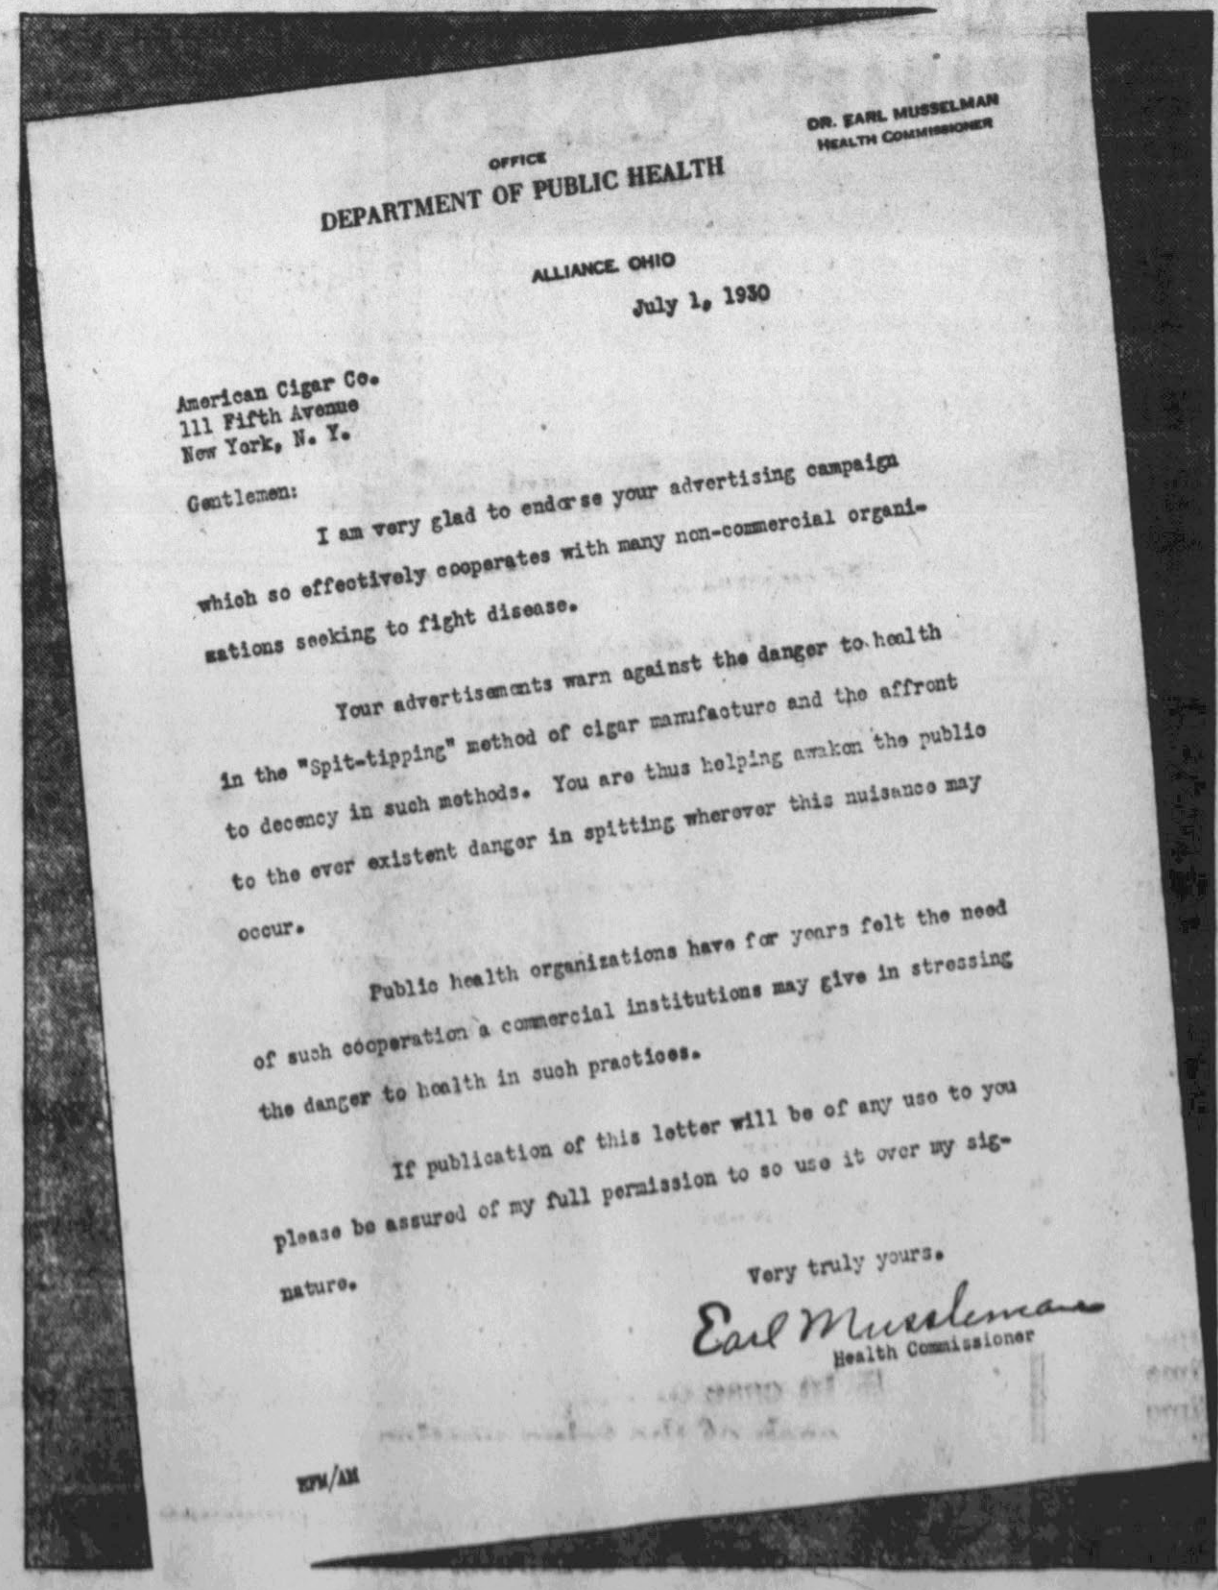 DR. EARL MUSSELMAN
HEALTH COMMISSIONER
OFFICE
DEPARTMENT OF PUBLIC HEALTH
ALLIANCE, OHIO
July 1, 1930
American Cigar Co.
111 Fifth Avenue
New York, N. Y.
Gentlemen:
I am very glad to endorse your advertising campaign
which so effectively cooperates with many non-commercial organi-
zations seeking to fight disease.
Your advertisements warn against the danger to health
in the "Spit-tipping" method of cigar manufacture and the affront
to decency in such methods. You are thus helping awaken the public
to the ever existent danger in spitting wherever this nuisance may
occur.
Public health organizations have for years felt the need
of such cooperation a commercial institutions may give in stressing
the danger to health in such practices.
If publication of this letter will be of any use to you
please be assured of my full permission to so use it over my sig-
nature.
Very truly yours.
Earl Mussleman
Health Commissioner
EFM/AM